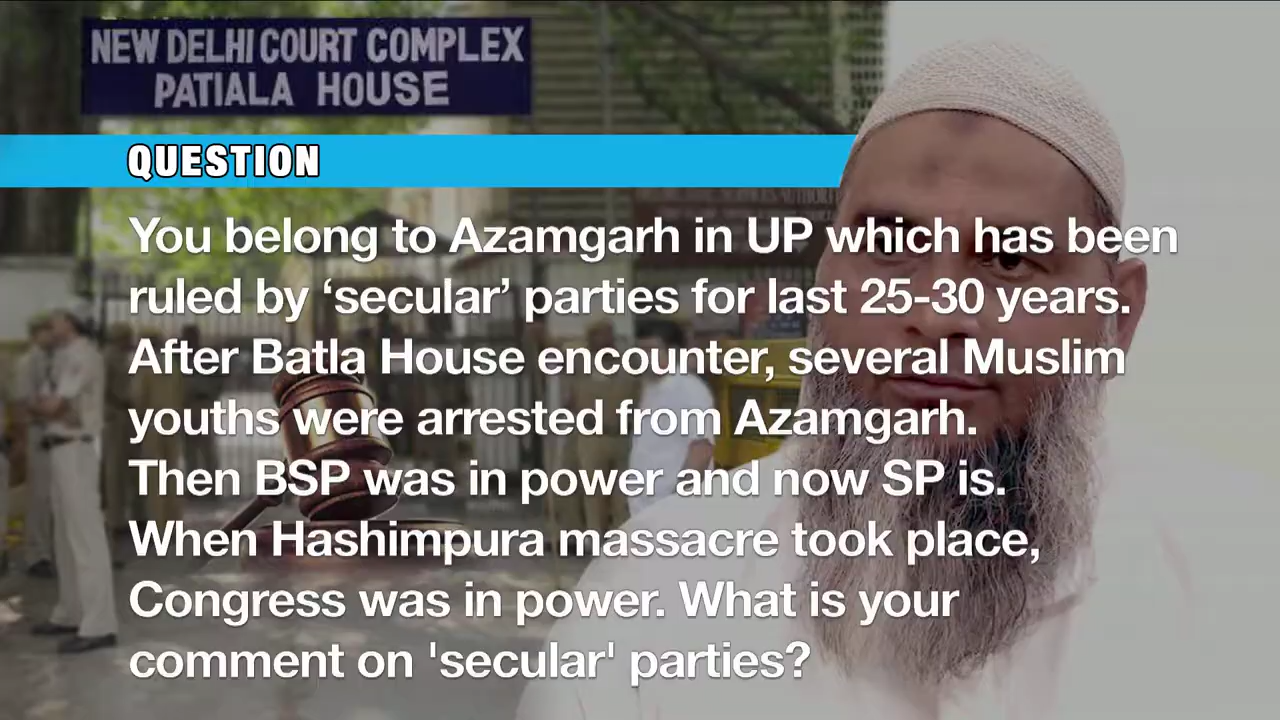 NEW DELHI COURT COMPLEX
PATIALA HOUSE
QUESTION
You belong to Azamgarh in UP which has been
ruled by ‘secular’ parties for last 25-30 years.
After Batla House encounter, several Muslim
youths were arrested from Azamgarh.
Then BSP was in power and now SP is.
When Hashimpura massacre took place,
Congress was in power. What is your
comment on 'secular' parties?